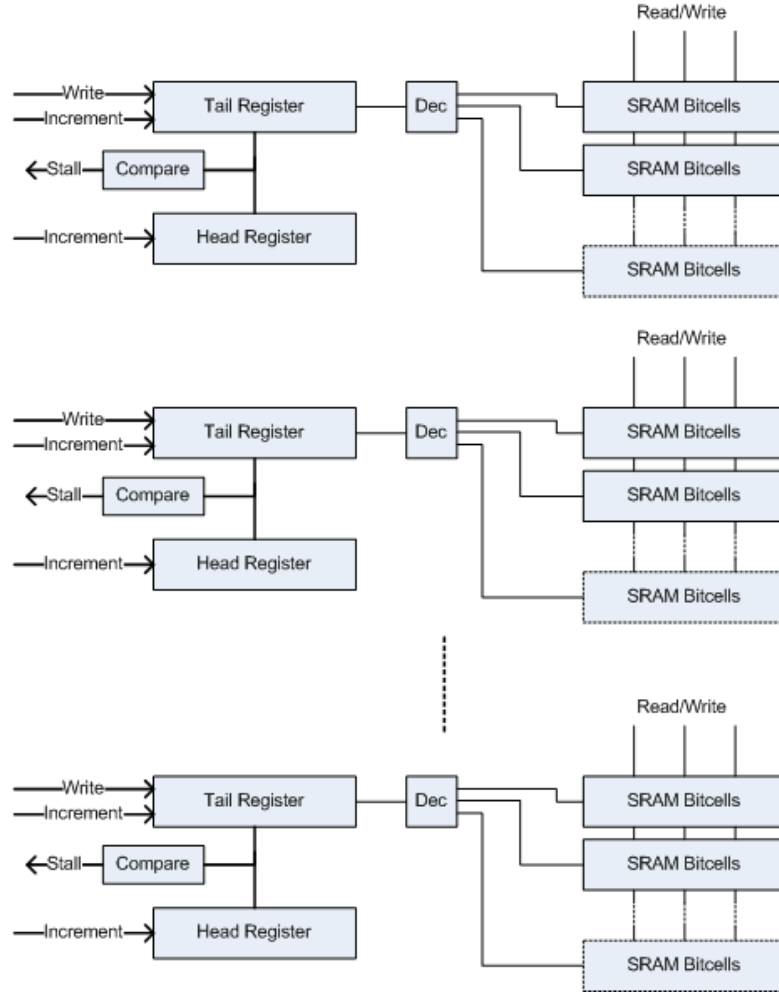 Read/Write
Write
Tail Register
Dec
SRAM Bitcells
Increment
Stall
Compare
SRAM Bitcells
Increment
Head Register
SRAM Bitcells
Read/Write
Write
Tail Register
Dec
SRAM Bitcells
Increment
Stall
Compare
SRAM Bitcells
Increment
Head Register
SRAM Bitcells
Read/Write
Write
Tail Register
Dec
SRAM Bitcells
Increment
Stall
Compare
SRAM Bitcells
Increment
Head Register
SRAM Bitcells